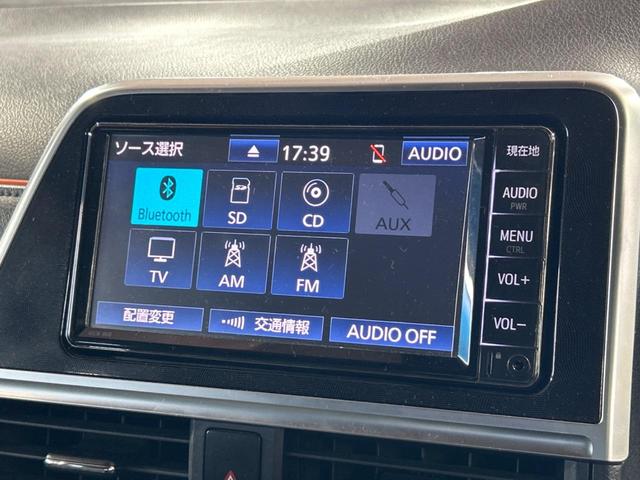 ソース選択
17:39
AUDIO
Bluetooth
SD
SD
CD
AUX
TV
AM
FM
配置変更
交通情報
AUDIO OFF
現在地
AUDIO
PWR
MENU
CTRL
VOL+
VOL-